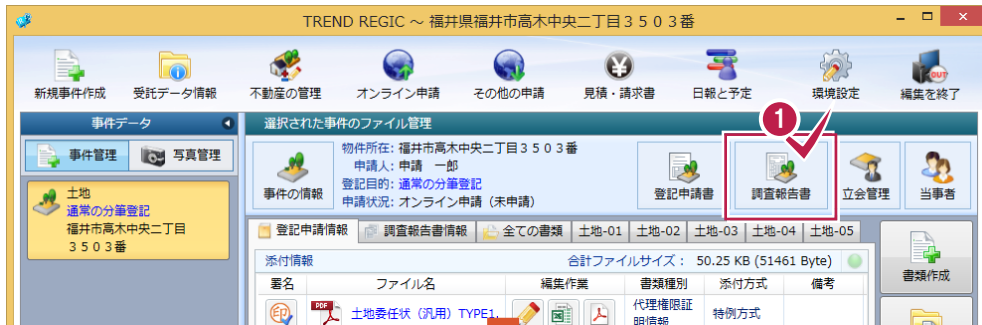 TREND REGIC ～ 福井県福井市高木中央二丁目３５０３番
新規事件作成 受託データ情報 不動産の管理 オンライン申請 その他の申請 見積・請求書 日報と予定 環境設定 編集を終了
OUT
事件データ
選択された事件のファイル管理
1
事件管理 写真管理
物件所在: 福井市高木中央二丁目３５０３番
申請人: 申請　一郎
登記目的: 通常の分筆登記
申請状況: オンライン申請（未申請）
事件の情報 登記申請書 調査報告書 立会管理 当事者
土地
通常の分筆登記
福井市高木中央二丁目
３５０３番
登記申請情報 調査報告書情報 全ての書類 土地-01 土地-02 土地-03 土地-04 土地-05
添付情報 合計ファイルサイズ： 50.25 KB (51461 Byte)
書類作成
署名 ファイル名 編集作業 書類種別 添付方式 備考
PDF 土地委任状（汎用）TYPE1. 代理権限証 特例方式
明情報